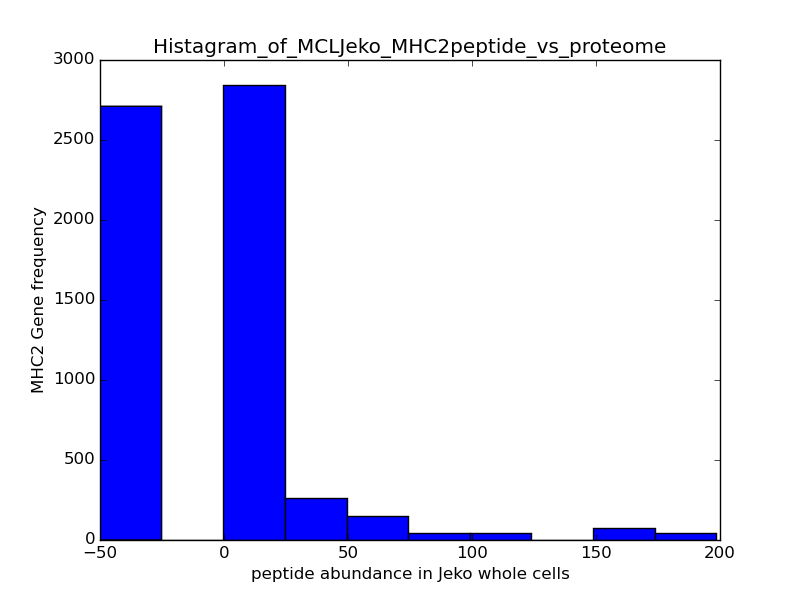 Histagram_of_MCLJeko_MHC2peptide_vs_proteome
3000
2500
2000
1500
1000
500
0
MHC2 Gene frequency
−50 0 50 100 150 200
peptide abundance in Jeko whole cells